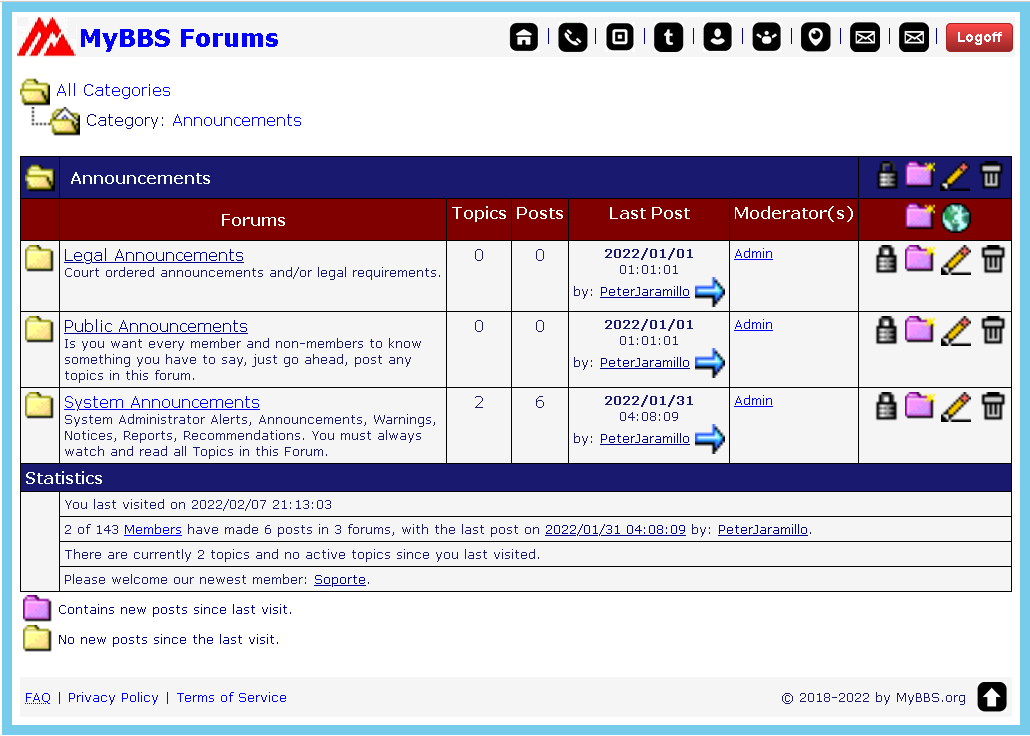 MyBBS Forums
| | | | | | | | | Logoff
All Categories
Category: Announcements
Announcements
Forums Topics Posts Last Post Moderator(s)
Legal Announcements 0 0 2022/01/01 Admin
Court ordered announcements and/or legal requirements. 01:01:01
by: PeterJaramillo
Public Announcements 0 0 2022/01/01 Admin
Is you want every member and non-members to know 01:01:01
something you have to say, just go ahead, post any by: PeterJaramillo
topics in this forum.
System Announcements 2 6 2022/01/31 Admin
System Administrator Alerts, Announcements, Warnings, 04:08:09
Notices, Reports, Recommendations. You must always by: PeterJaramillo
watch and read all Topics in this Forum.
Statistics
You last visited on 2022/02/07 21:13:03
2 of 143 Members have made 6 posts in 3 forums, with the last post on 2022/01/31 04:08:09 by: PeterJaramillo.
There are currently 2 topics and no active topics since you last visited.
Please welcome our newest member: Soporte.
Contains new posts since last visit.
No new posts since the last visit.
FAQ | Privacy Policy | Terms of Service © 2018-2022 by MyBBS.org